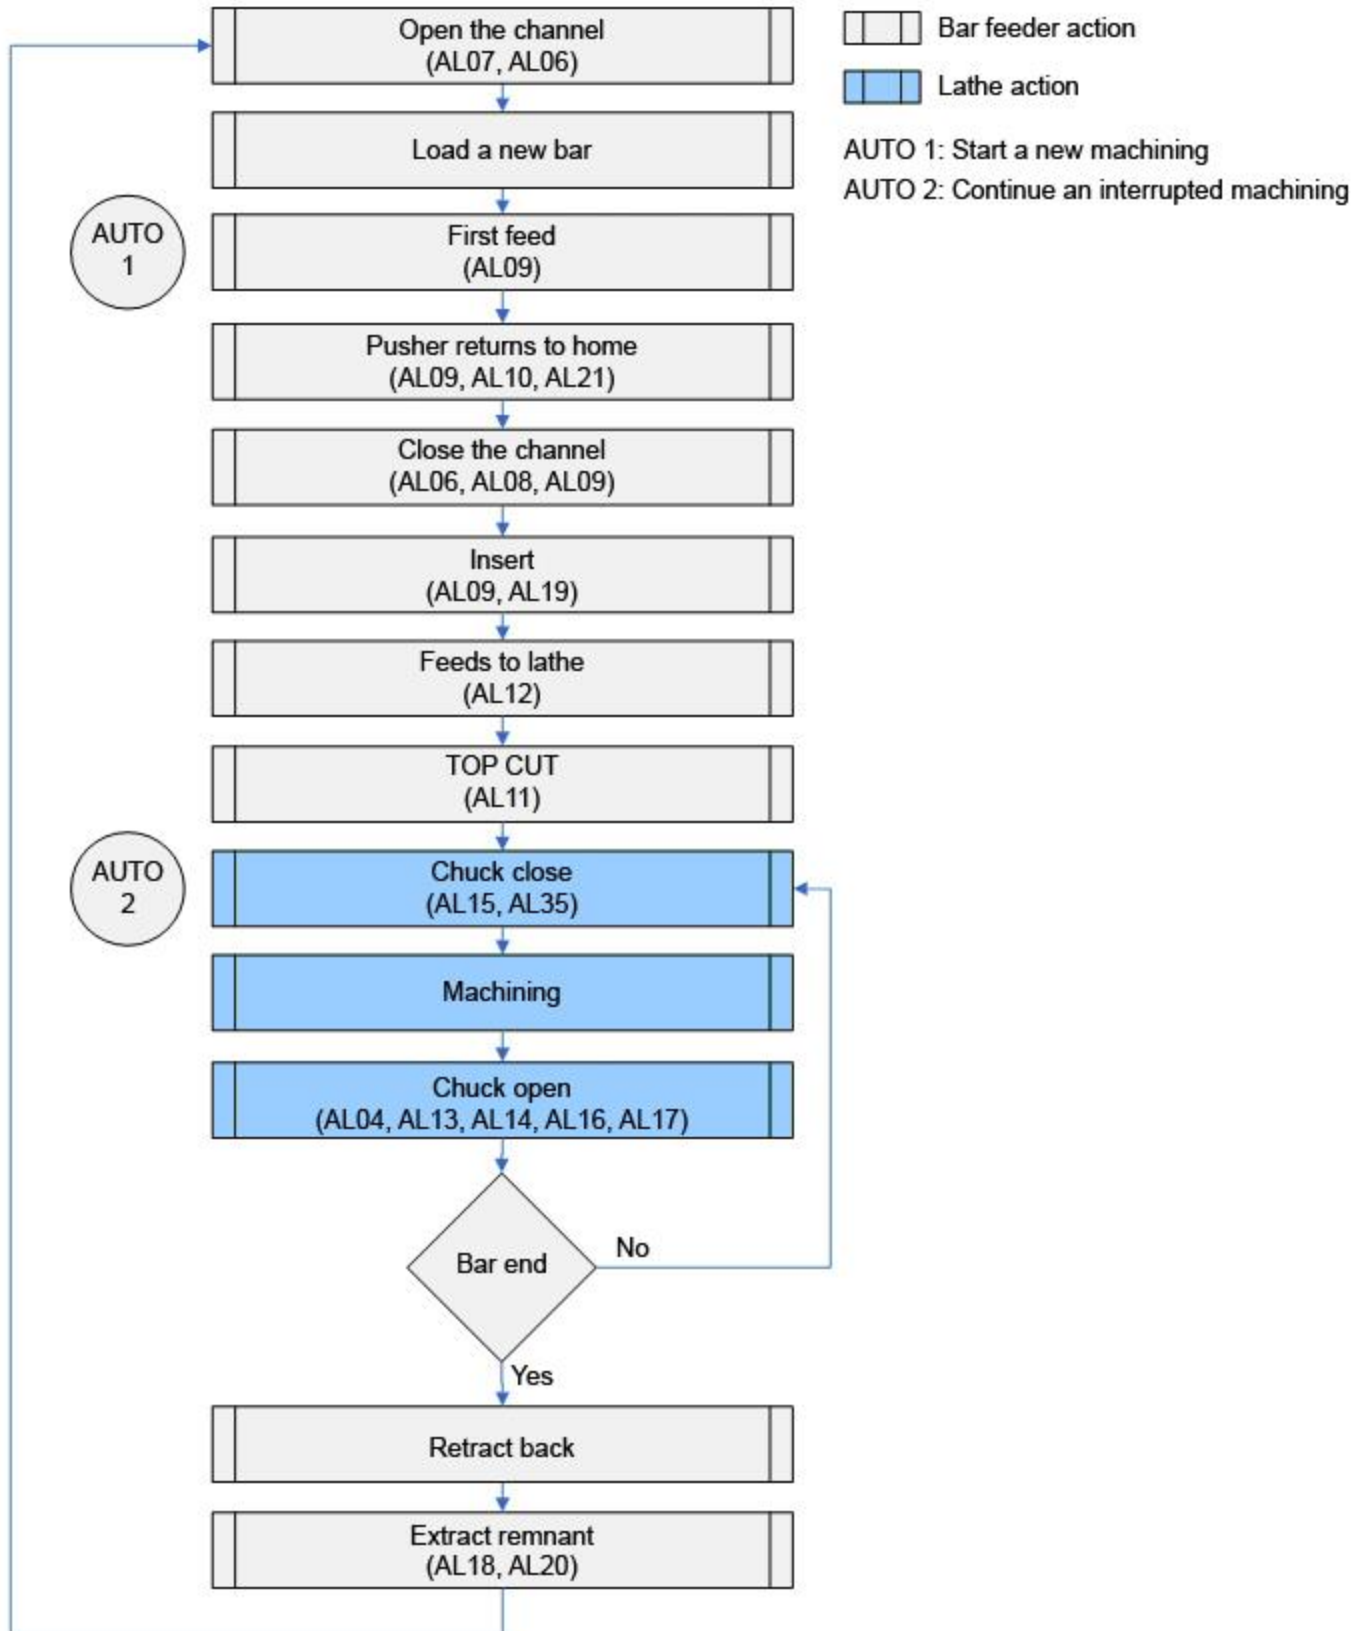 Open the channel
(AL07, AL06)
Bar feeder action
Lathe action
AUTO 1: Start a new machining
AUTO 2: Continue an interrupted machining
Load a new bar
AUTO
1
First feed
(AL09)
Pusher returns to home
(AL09, AL10, AL21)
Close the channel
(AL06, AL08, AL09)
Insert
(AL09, AL19)
Feeds to lathe
(AL12)
TOP CUT
(AL11)
AUTO
2
Chuck close
(AL15, AL35)
Machining
Chuck open
(AL04, AL13, AL14, AL16, AL17)
Bar end
No
Yes
Retract back
Extract remnant
(AL18, AL20)